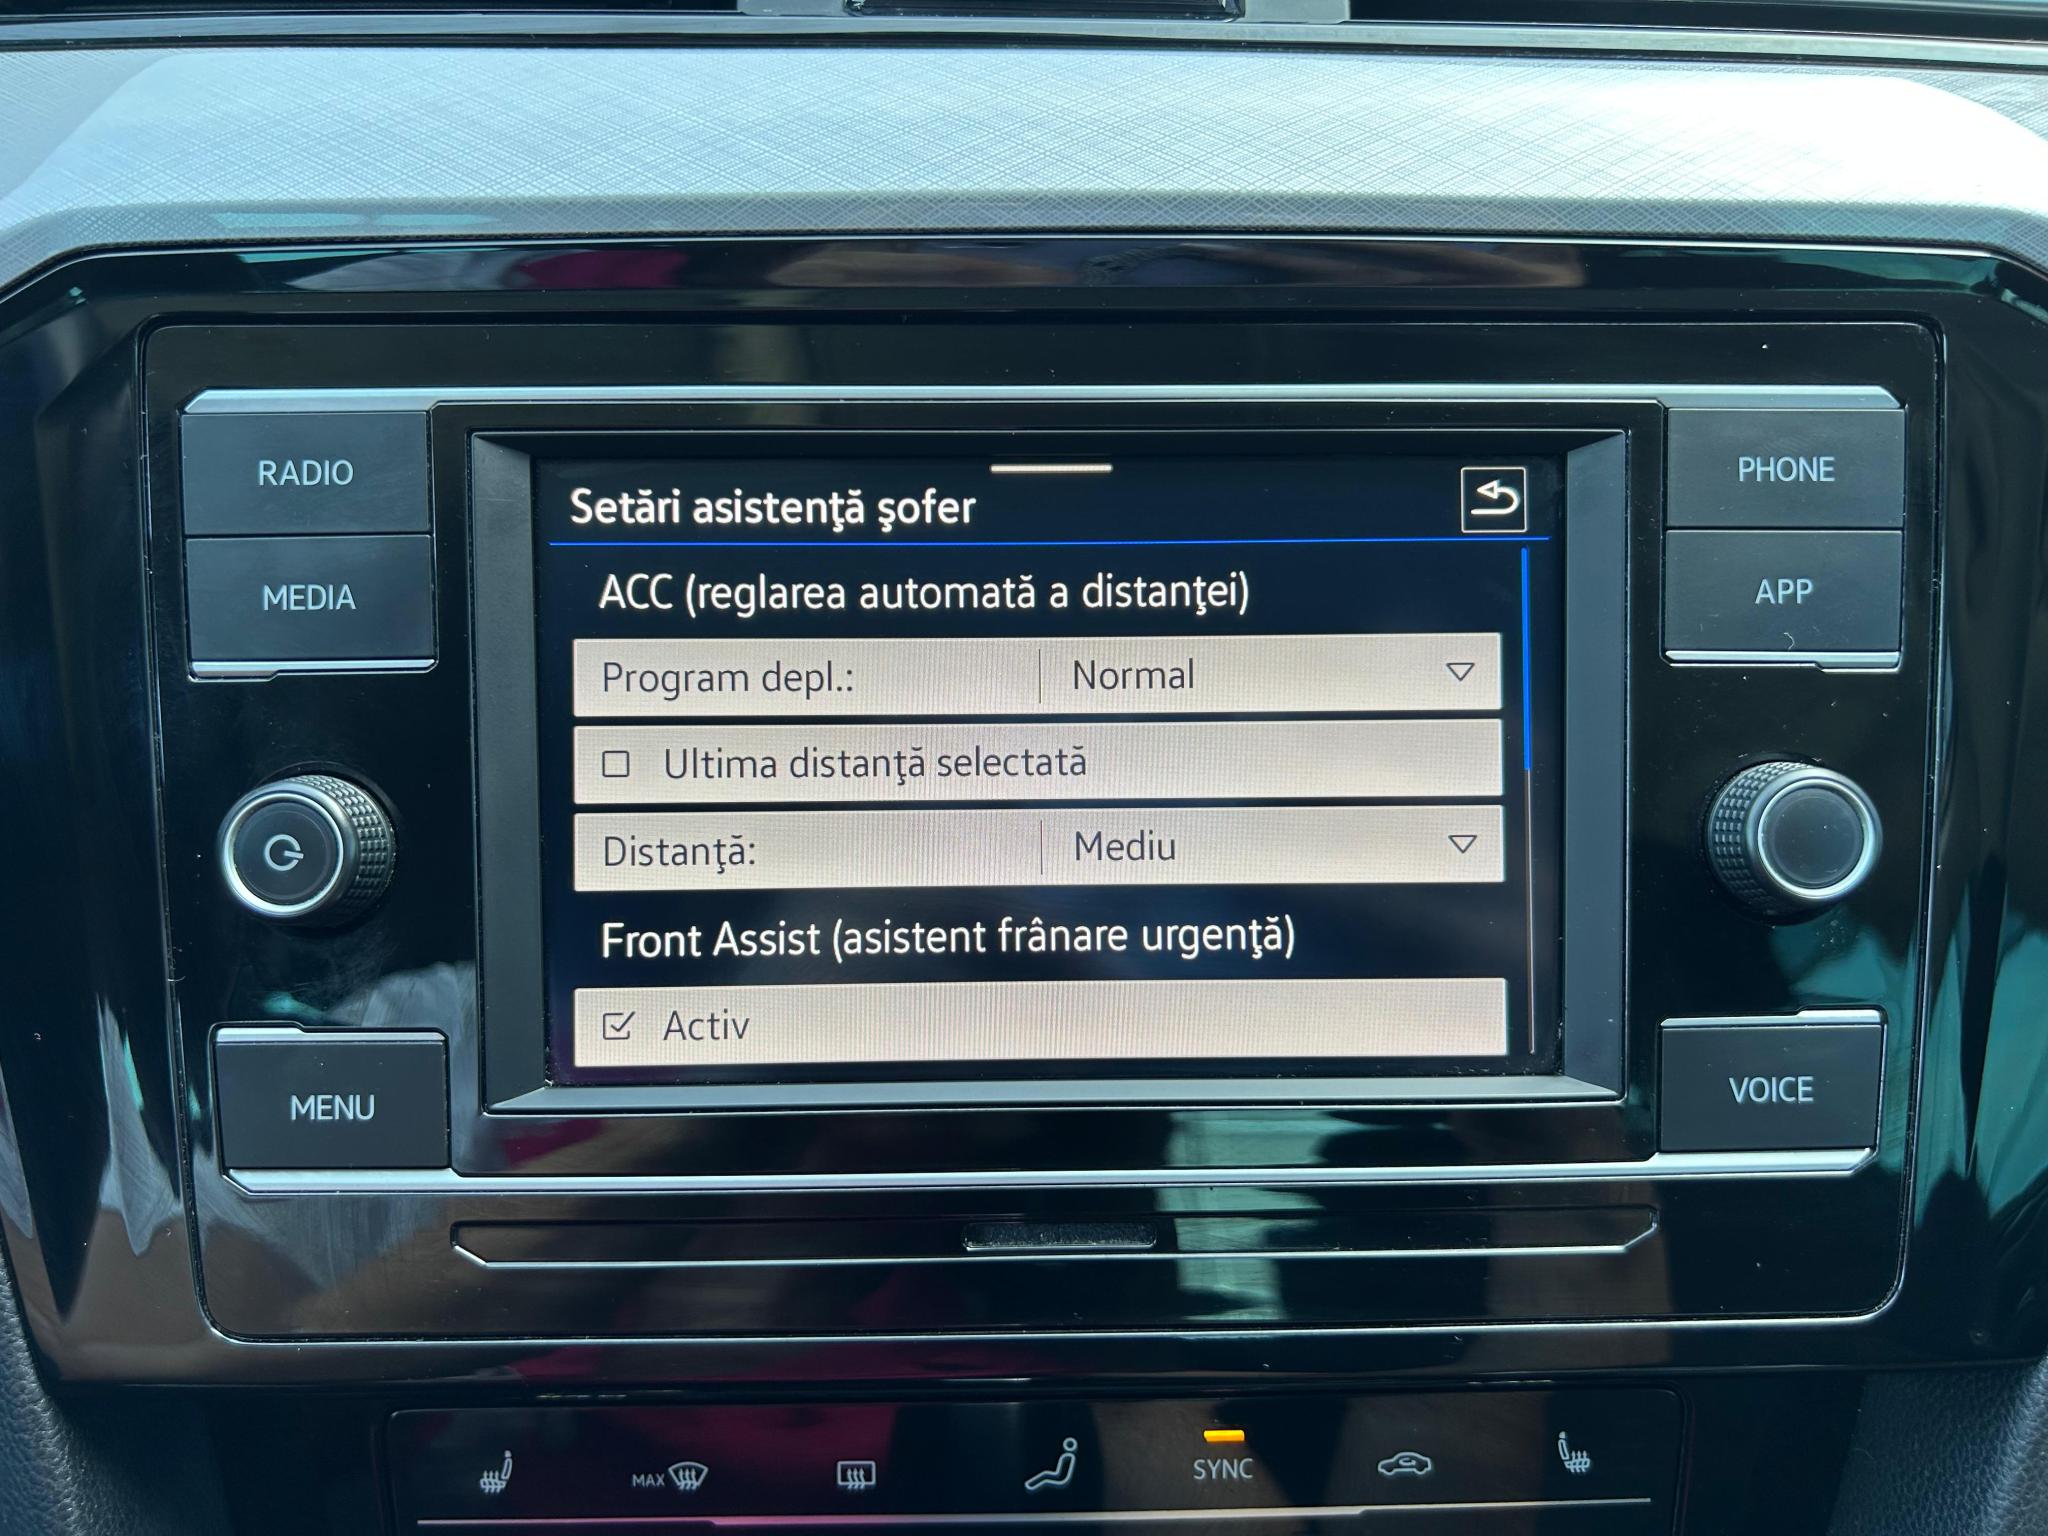 RADIO
MEDIA
MENU
Setări asistenţă şofer
ACC (reglarea automată a distanţei)
Program depl.: Normal
Ultima distanţă selectată
Distanţă: Mediu
Front Assist (asistent frânare urgenţă)
Activ
PHONE
APP
VOICE
MAX
SYNC